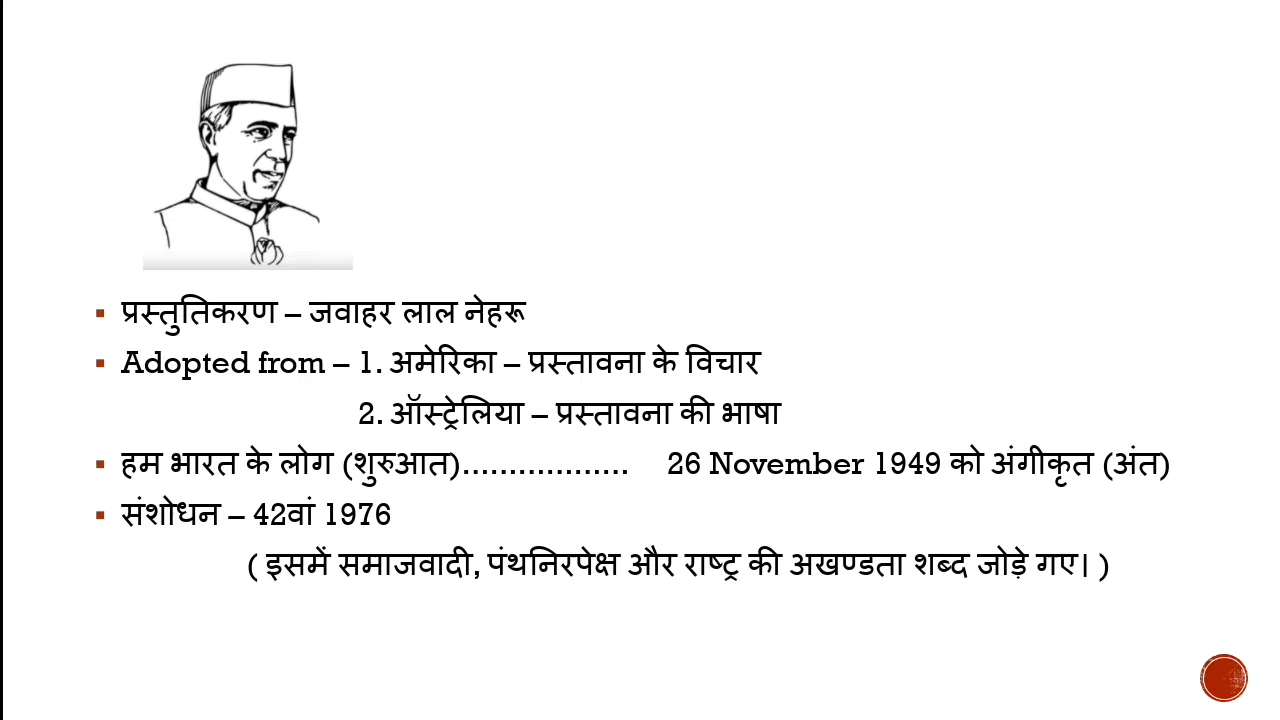 ▪ प्रस्तुतिकरण – जवाहर लाल नेहरू
▪ Adopted from – 1. अमेरिका – प्रस्तावना के विचार
2. ऑस्ट्रेलिया – प्रस्तावना की भाषा
▪ हम भारत के लोग (शुरुआत)……………… 26 November 1949 को अंगीकृत (अंत)
▪ संशोधन – 42वां 1976
( इसमें समाजवादी, पंथनिरपेक्ष और राष्ट्र की अखण्डता शब्द जोड़े गए। )